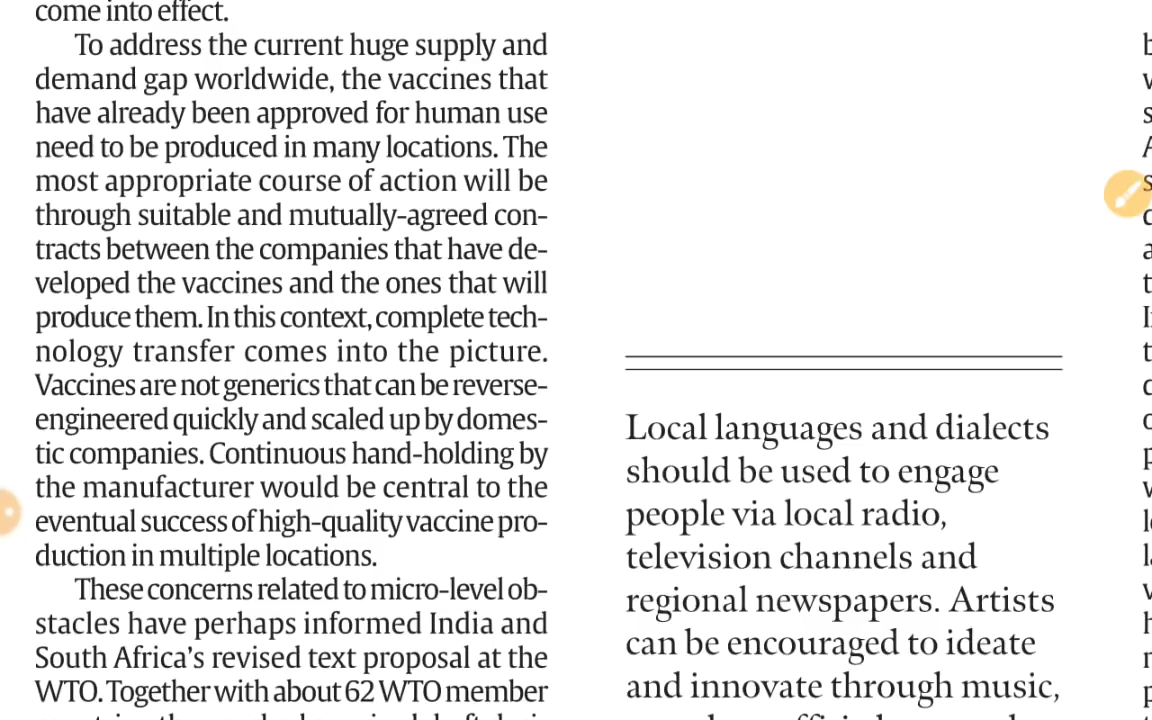 come into effect.
To address the current huge supply and
demand gap worldwide, the vaccines that
have already been approved for human use
need to be produced in many locations. The
most appropriate course of action will be
through suitable and mutually-agreed con-
tracts between the companies that have de-
veloped the vaccines and the ones that will
produce them. In this context, complete tech-
nology transfer comes into the picture.
Vaccines are not generics that can be reverse-
engineered quickly and scaled up by domes-
tic companies. Continuous hand-holding by
the manufacturer would be central to the
eventual success of high-quality vaccine pro-
duction in multiple locations.
These concerns related to micro-level ob-
stacles have perhaps informed India and
South Africa's revised text proposal at the
WTO. Together with about 62 WTO member
Local languages and dialects
should be used to engage
people via local radio,
television channels and
regional newspapers. Artists
can be encouraged to ideate
and innovate through music,